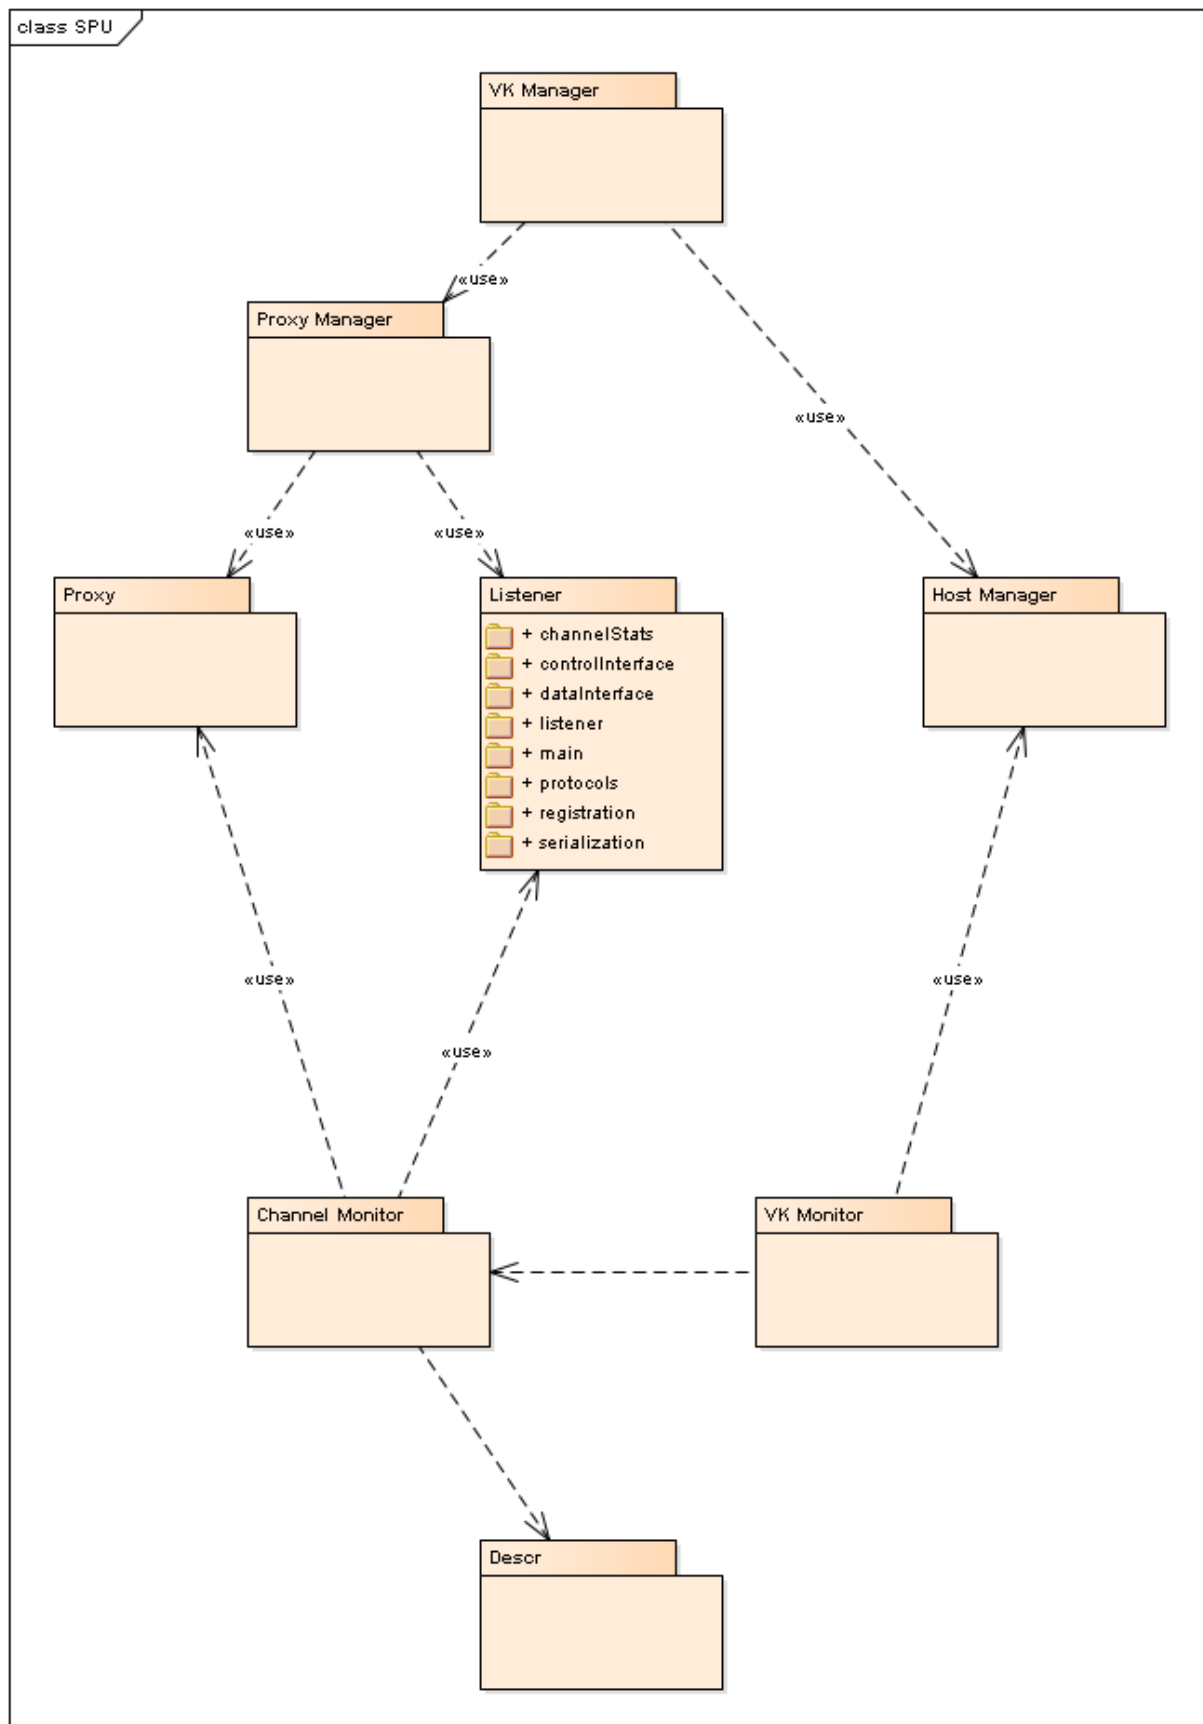 class SPU
VK Manager
«use»
Proxy Manager
«use»
«use» «use»
Proxy
Listener
+ channelStats
+ controlInterface
+ dataInterface
+ listener
+ main
+ protocols
+ registration
+ serialization
Host Manager
«use»
«use»
«use»
Channel Monitor
VK Monitor
Descr